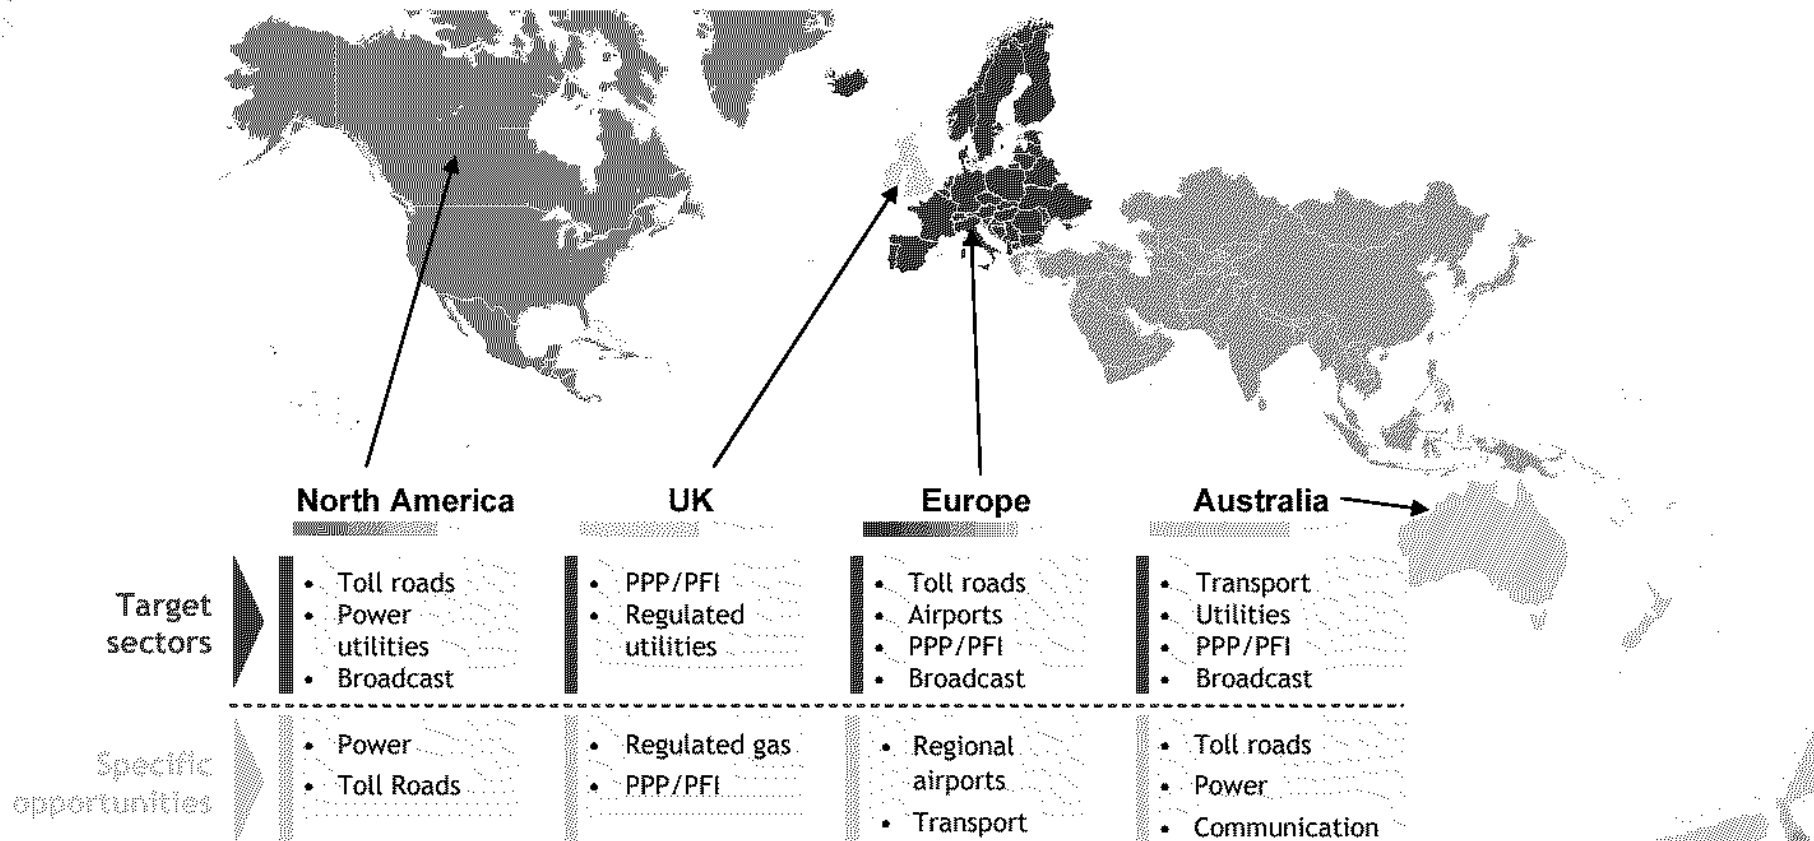 North America
UK
Europe
Australia
Target
sectors
• Toll roads
• Power
utilities
• Broadcast
• PPP/PFI
• Regulated
utilities
• Toll roads
• Airports
• PPP/PFI
• Broadcast
• Transport
• Utilities
• PPP/PFI
• Broadcast
Specific
opportunities
• Power
• Toll Roads
• Regulated gas
• PPP/PFI
• Regional
airports
• Transport
• Toll roads
• Power
• Communication